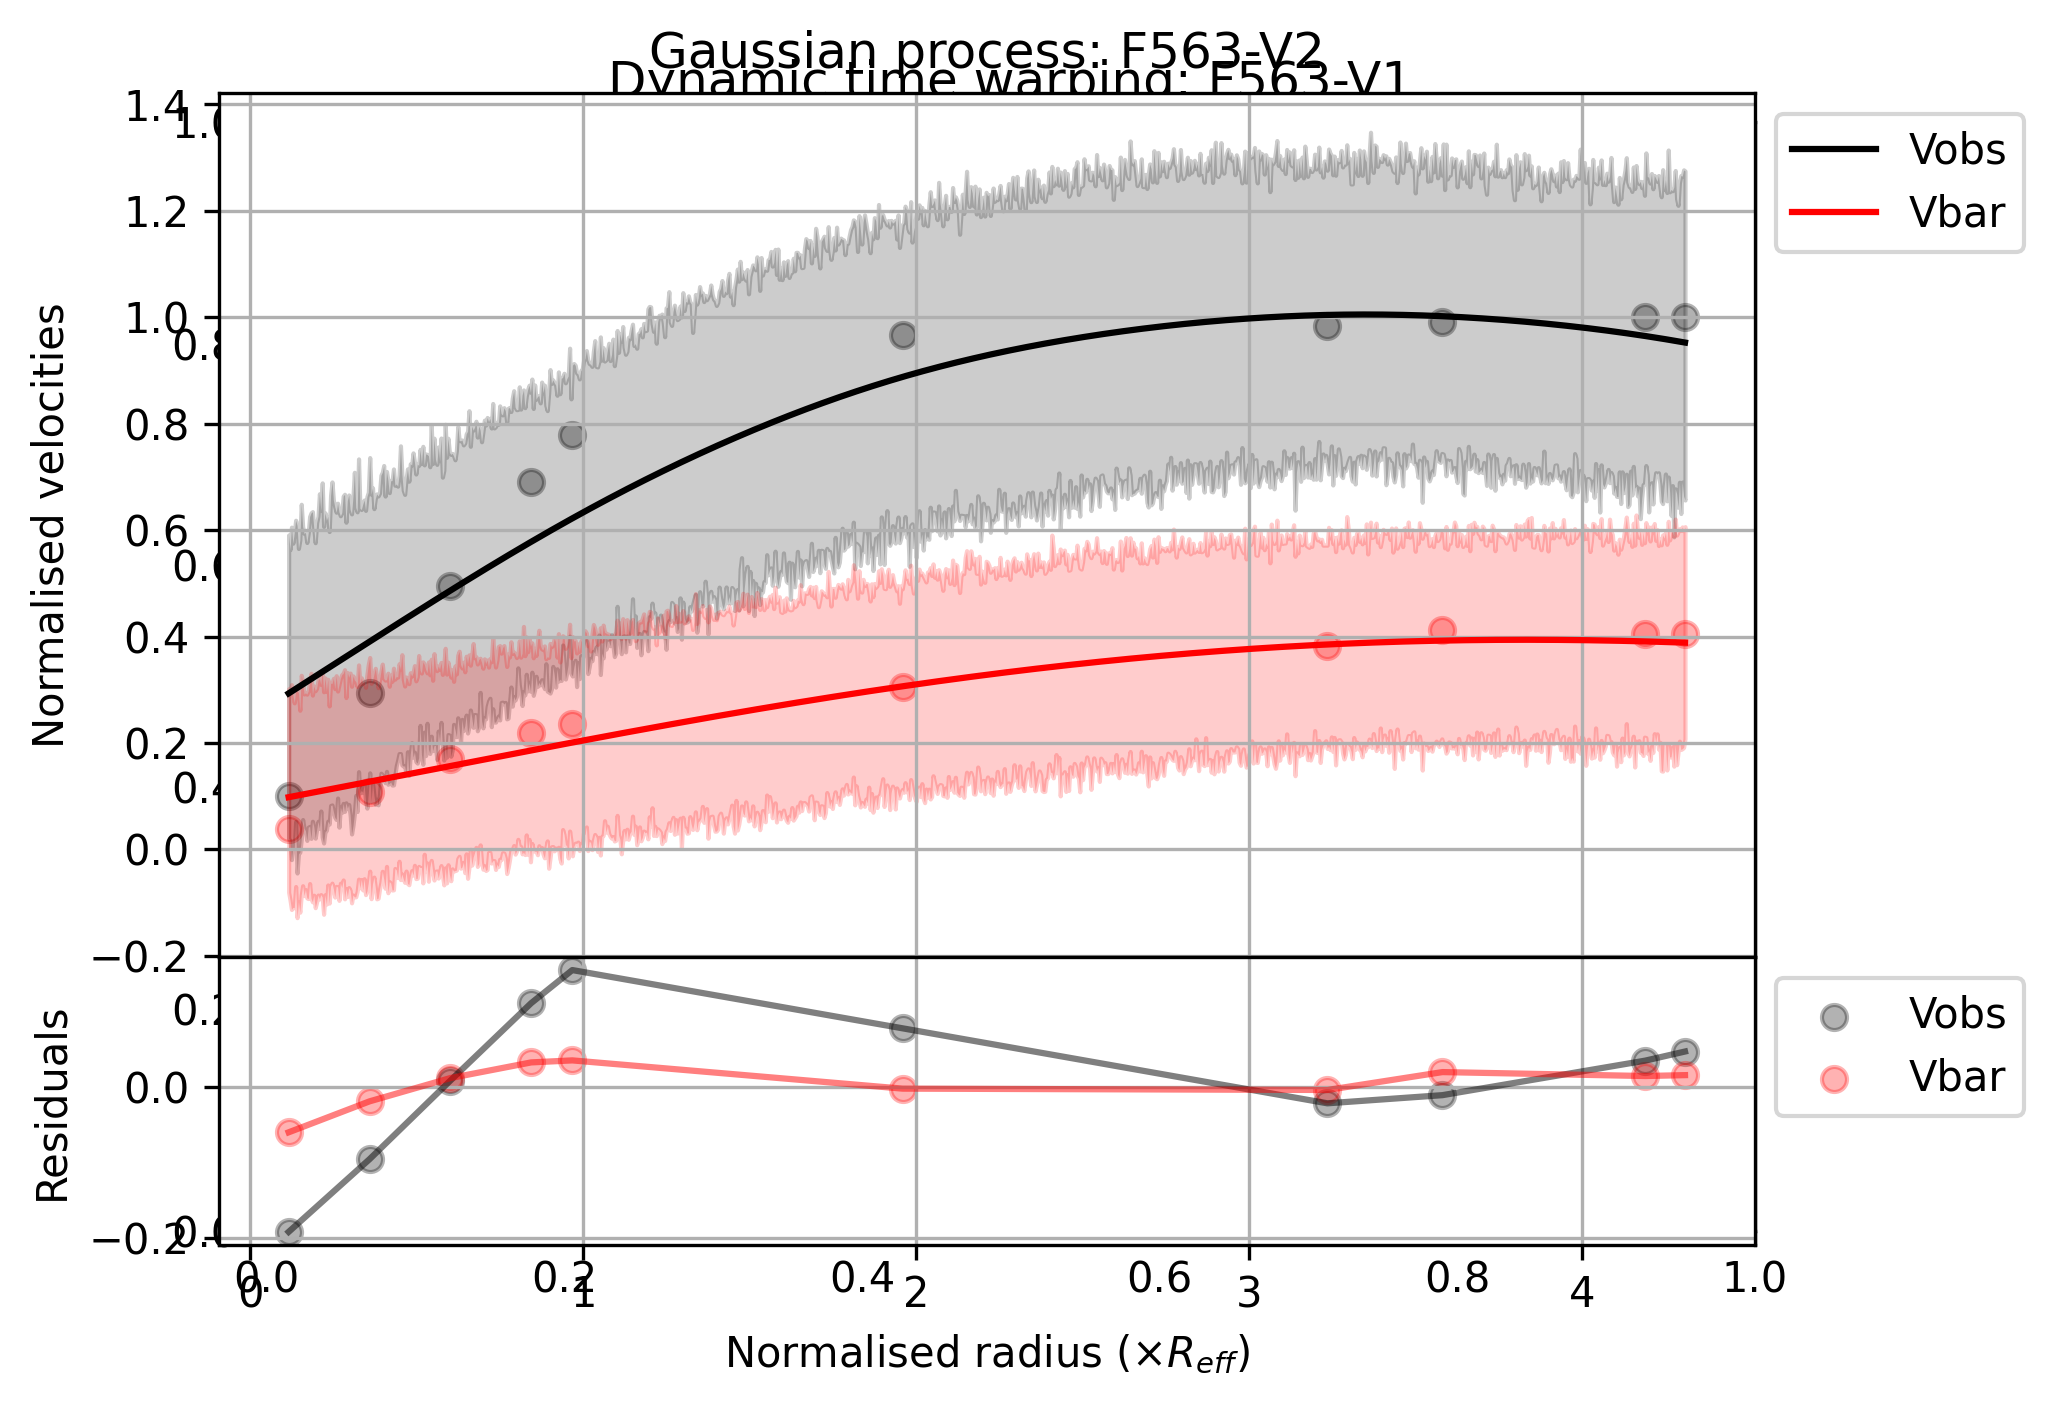 Gaussian process: F563-V2
Dynamic time warping: F563-V1
1.4
1.2
1.0
0.8
0.6
0.4
0.2
0.0
−0.2
Normalised velocities
Vobs
Vbar
0.0
−0.2
Residuals
Vobs
Vbar
0.0 0.2 0.4 0.6 0.8 1.0
0 1 2 3 4
Normalised radius (×R_eff)